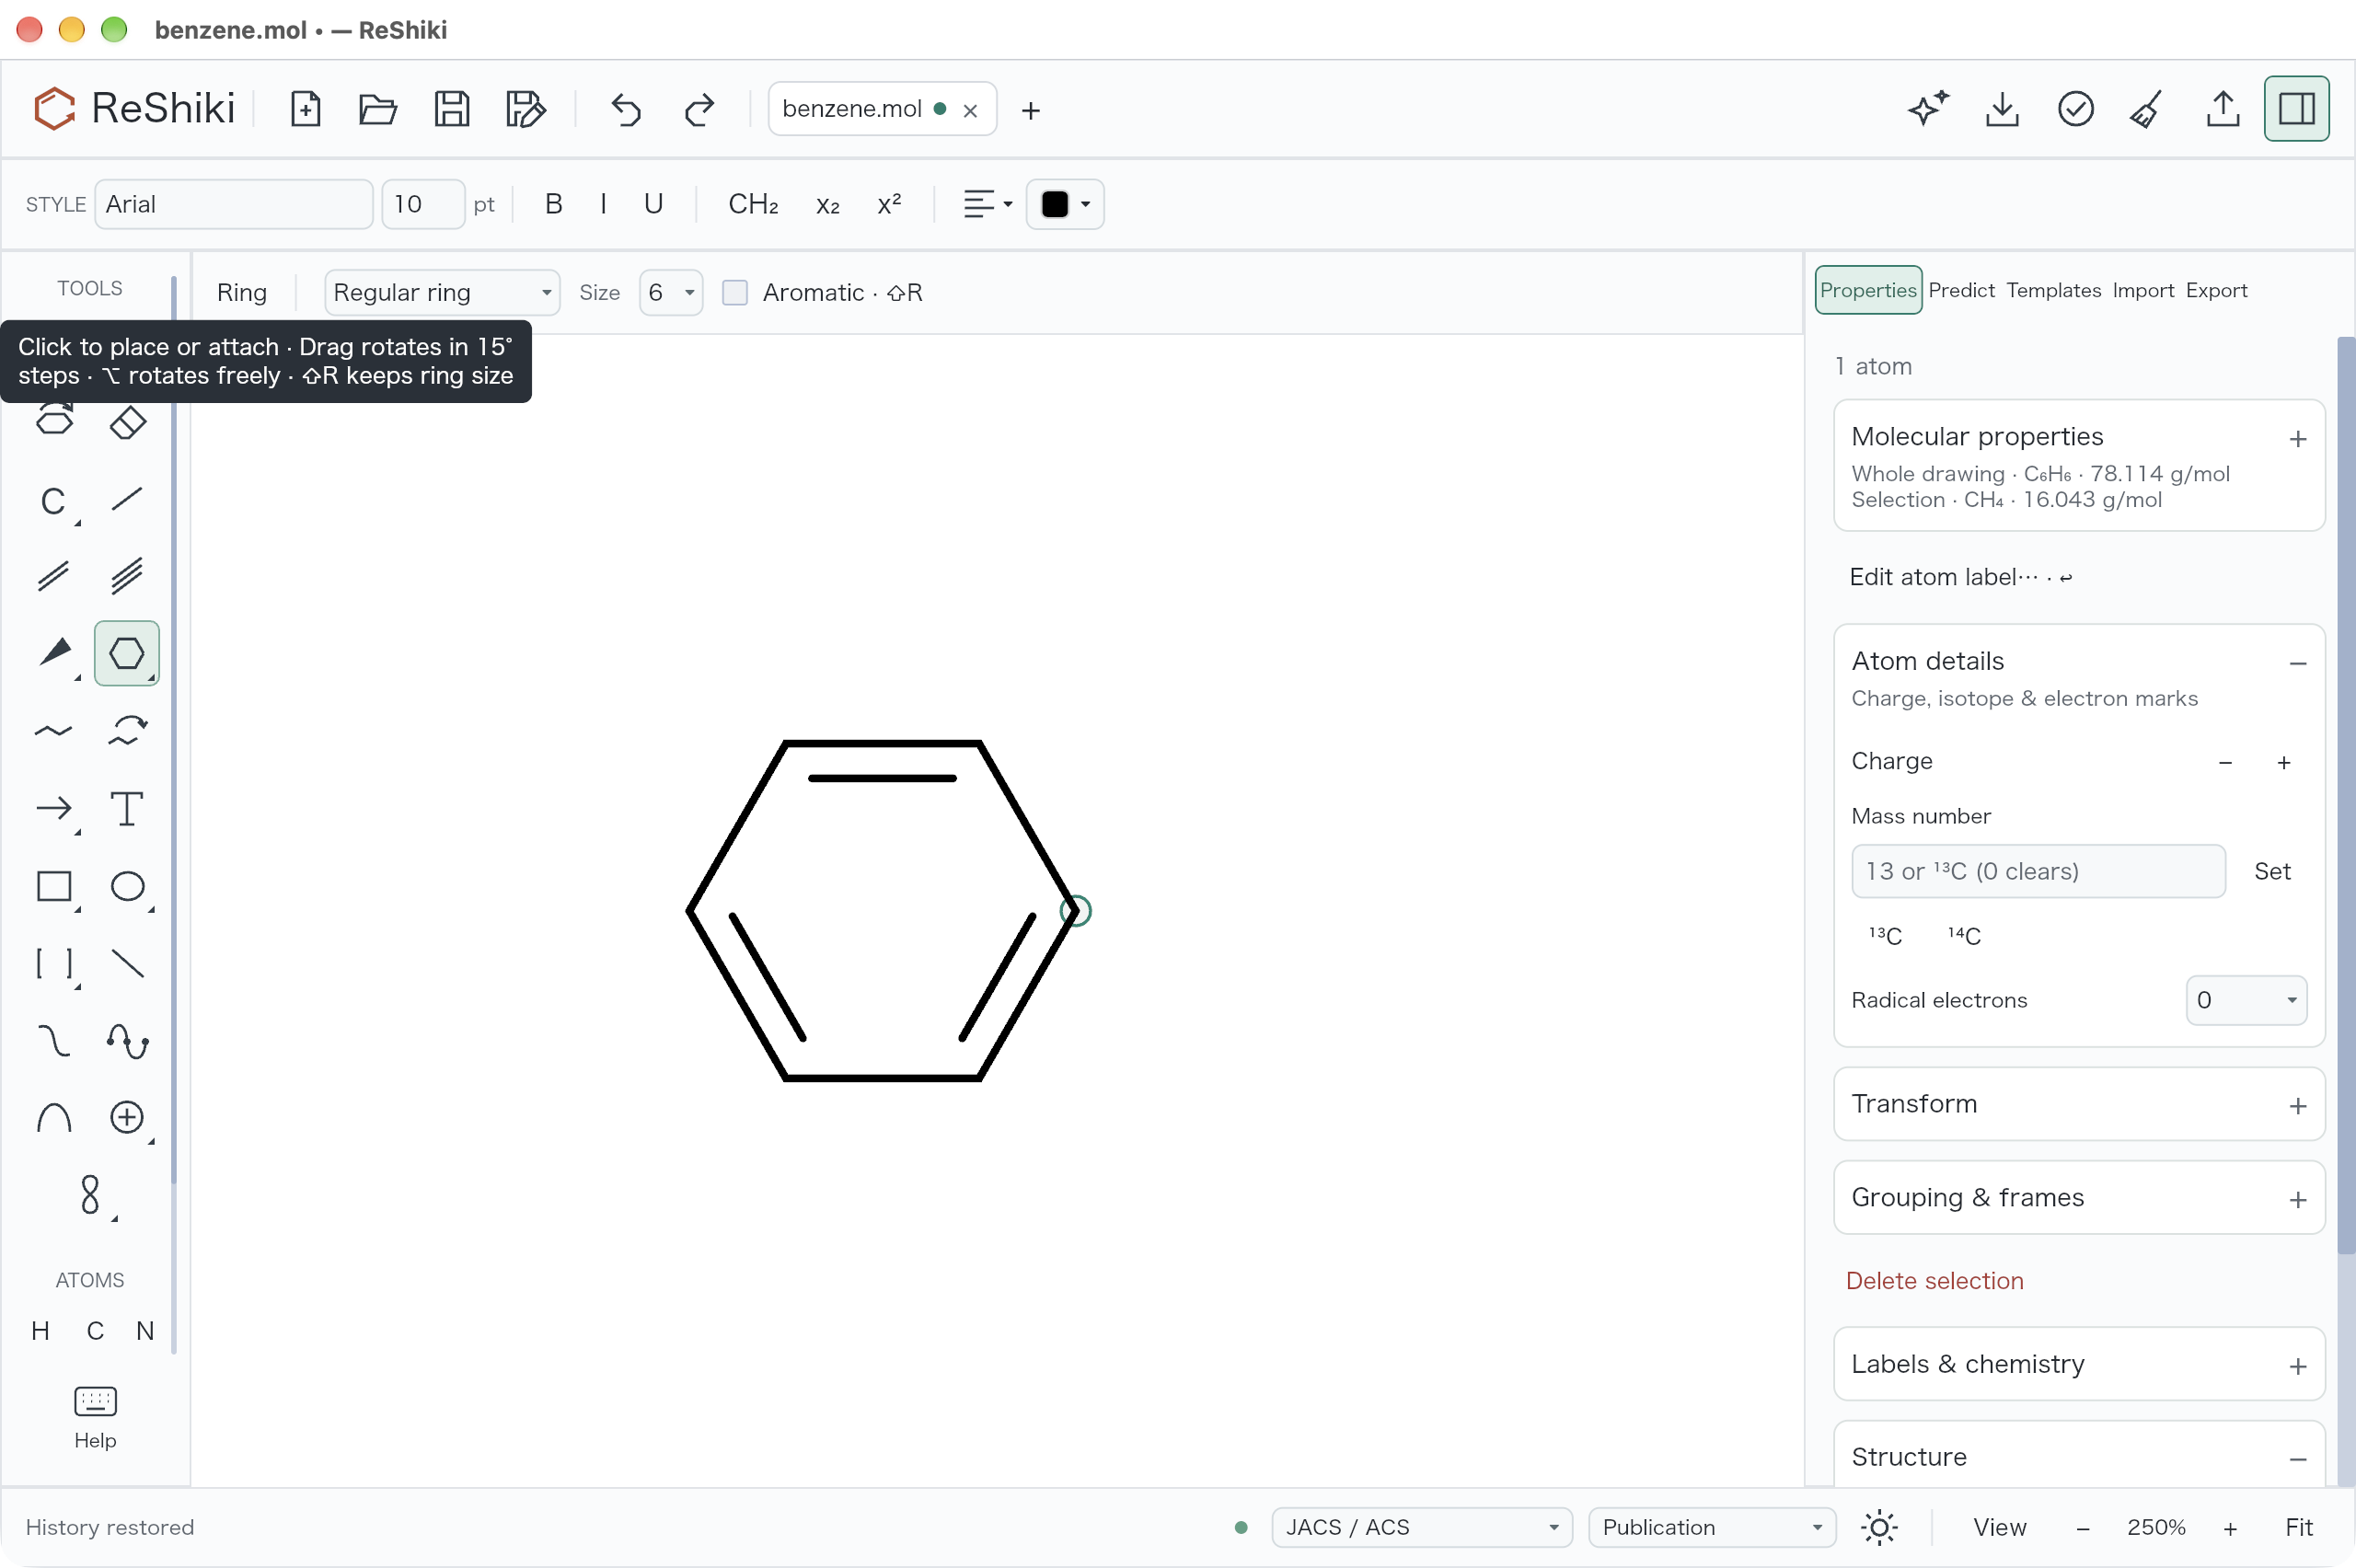 benzene.mol • — ReShiki
ReShiki
benzene.mol
STYLE Arial 10 pt B I U CH₂ x₂ x²
TOOLS
Ring Regular ring Size 6 Aromatic · ⇧R
Click to place or attach · Drag rotates in 15°
steps · ⌥ rotates freely · ⇧R keeps ring size
C
ATOMS
H C N
Help
Properties Predict Templates Import Export
1 atom
Molecular properties
Whole drawing · C₆H₆ · 78.114 g/mol
Selection · CH₄ · 16.043 g/mol
Edit atom label··· · ↩
Atom details
Charge, isotope & electron marks
Charge − +
Mass number
13 or ¹³C (0 clears) Set
¹³C ¹⁴C
Radical electrons 0
Transform
Grouping & frames
Delete selection
Labels & chemistry
Structure
History restored JACS / ACS Publication View − 250% + Fit